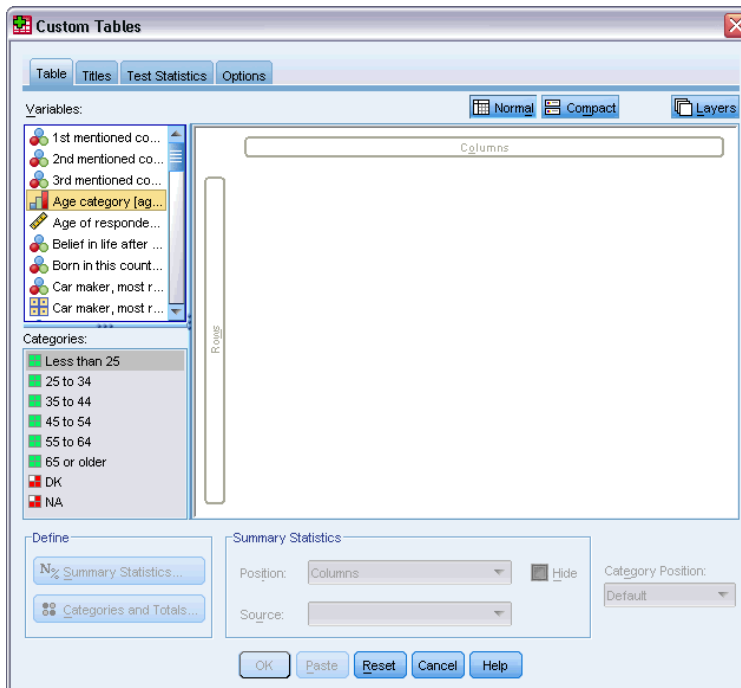 Custom Tables
Table Titles Test Statistics Options
Variables:
Normal Compact Layers
1st mentioned co...
2nd mentioned co...
3rd mentioned co...
Age category [ag...
Age of responde...
Belief in life after ...
Born in this count...
Car maker, most r...
Car maker, most r...
Columns
Rows
Categories:
Less than 25
25 to 34
35 to 44
45 to 54
55 to 64
65 or older
DK
NA
Define
N% Summary Statistics...
Categories and Totals...
Summary Statistics
Position: Columns Hide
Source:
Category Position:
Default
OK Paste Reset Cancel Help